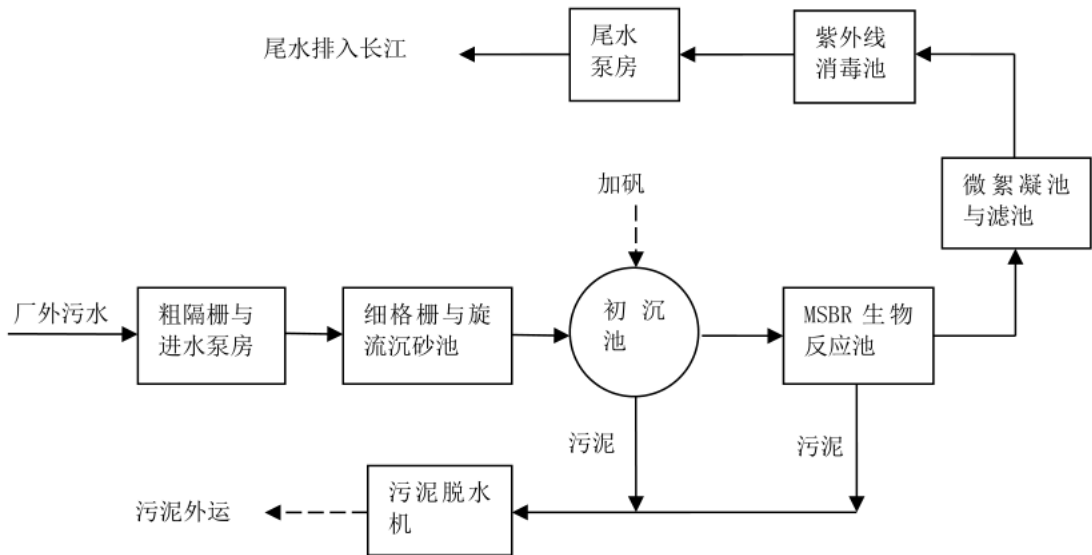 尾水排入长江
尾水
泵房
紫外线
消毒池
微絮凝池
与滤池
加矾
厂外污水
粗隔栅与
进水泵房
细格栅与旋
流沉砂池
初沉
池
MSBR 生物
反应池
污泥
污泥
污泥外运
污泥脱水
机